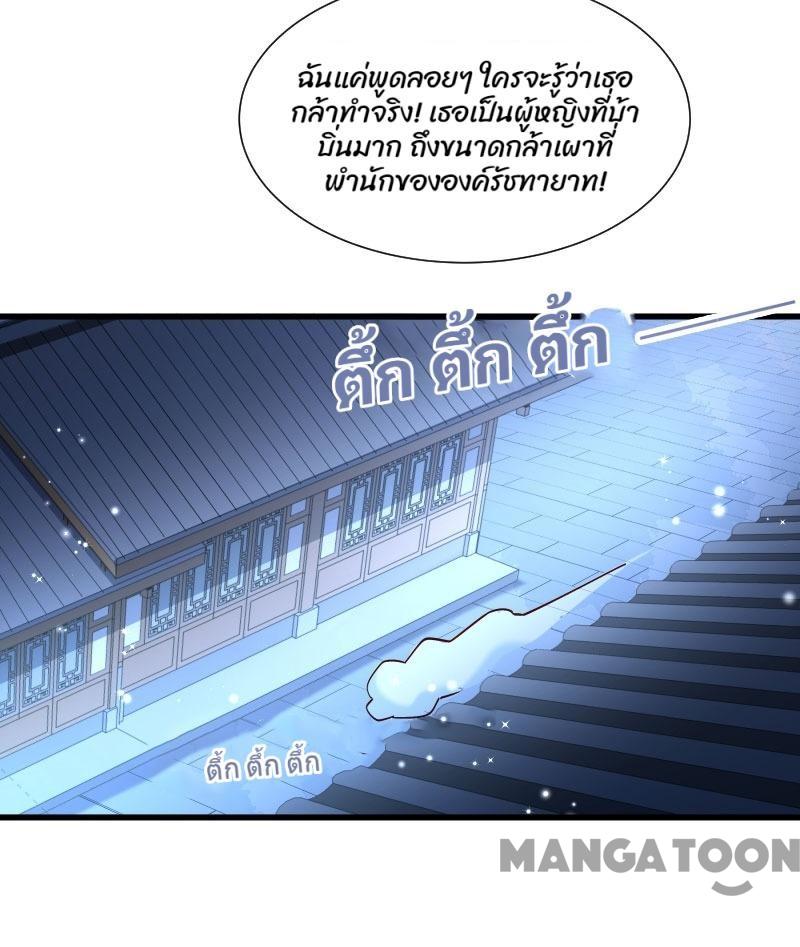 ฉันแค่พูดลอยๆ ใครจะรู้ว่าเธอ
กล้าทำจริง! เธอเป็นผู้หญิงที่บ้า
บิ่นมาก ถึงขนาดกล้าเผาที่
พำนักขององค์รัชทายาท!
ตึ้ก ตึ้ก ตึ้ก
ตึ้ก ตึ้ก ตึ้ก
MANGATOON